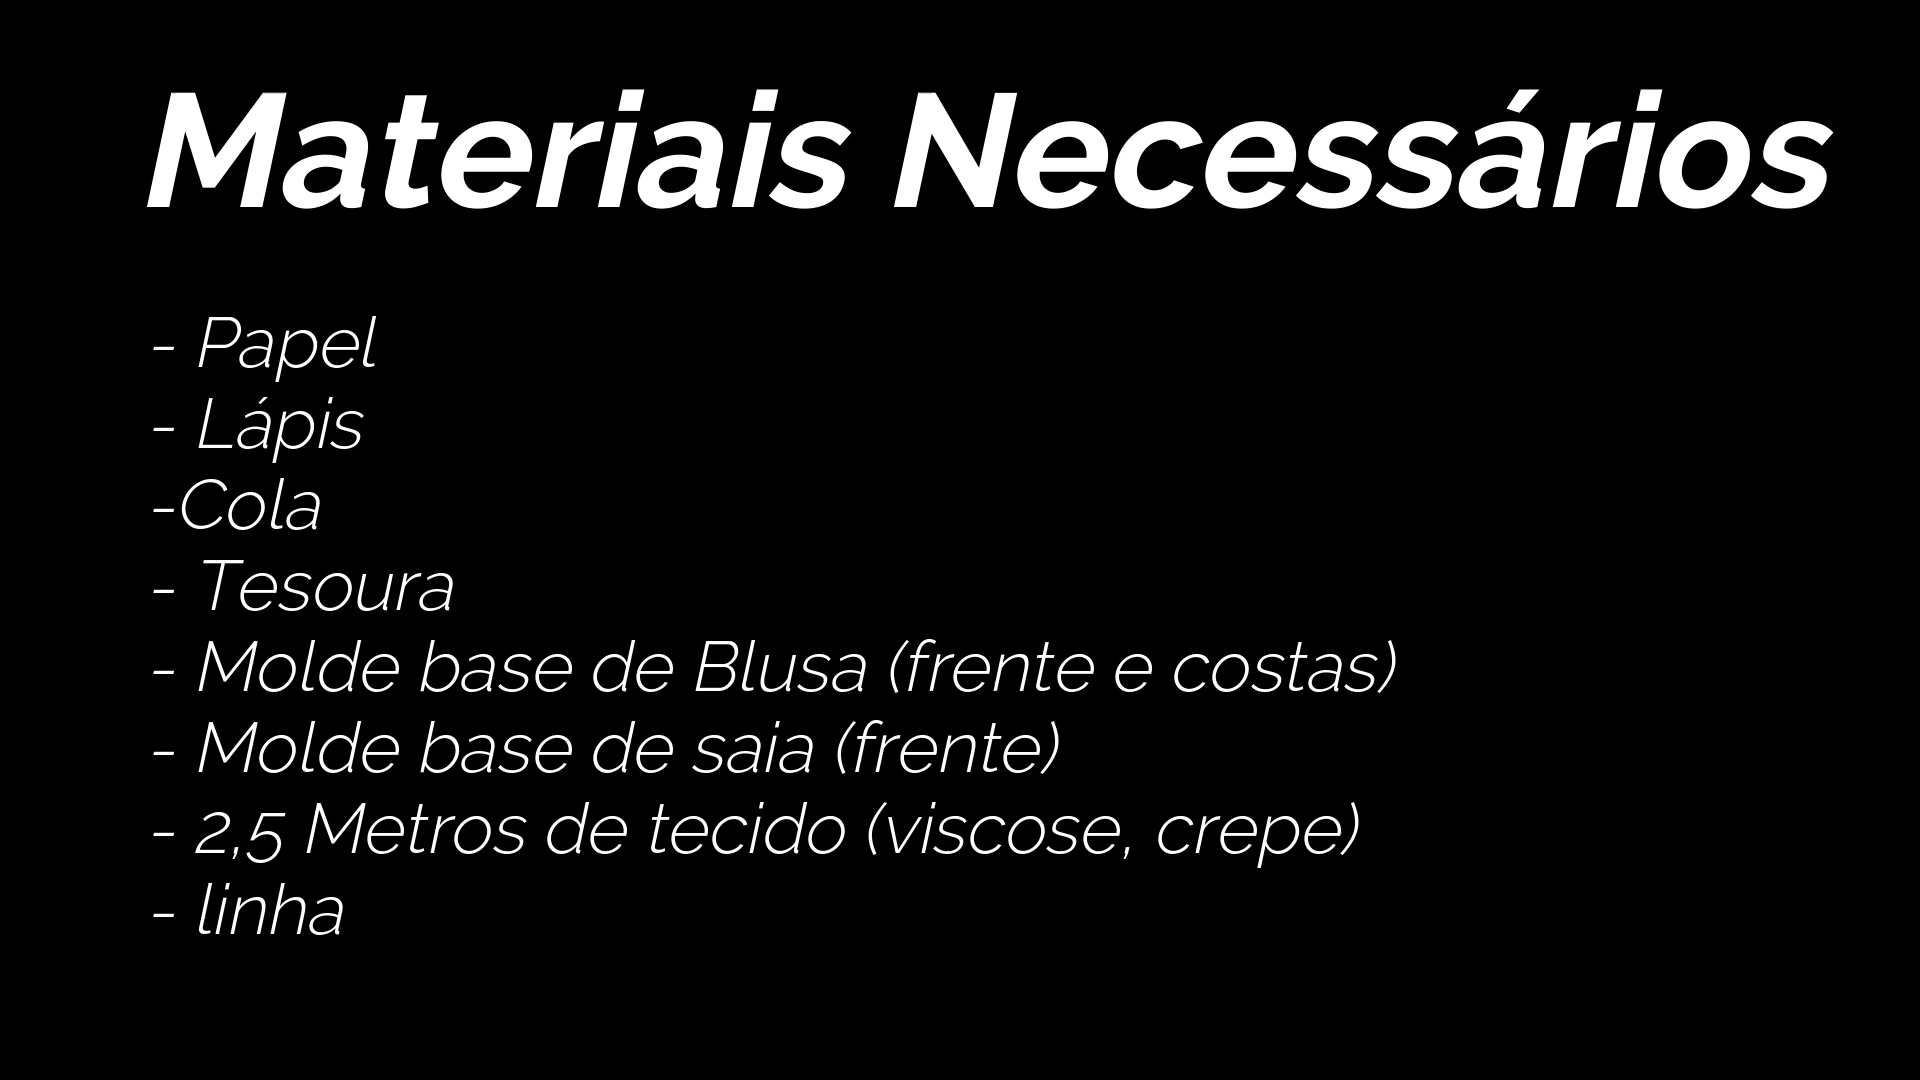 Materiais Necessários
- Papel
- Lápis
-Cola
- Tesoura
- Molde base de Blusa (frente e costas)
- Molde base de saia (frente)
- 2,5 Metros de tecido (viscose, crepe)
- linha